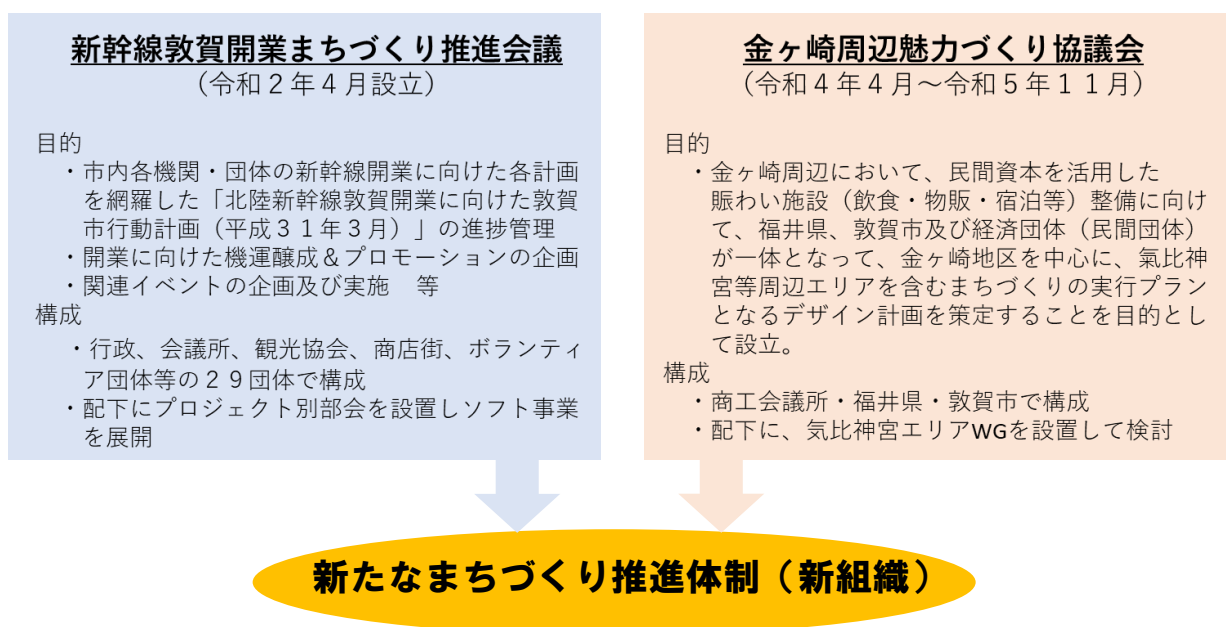 新幹線敦賀開業まちづくり推進会議
（令和２年４月設立）
目的
・市内各機関・団体の新幹線開業に向けた各計画
を網羅した「北陸新幹線敦賀開業に向けた敦賀
市行動計画（平成３１年３月）」の進捗管理
・開業に向けた機運醸成＆プロモーションの企画
・関連イベントの企画及び実施　等
構成
・行政、会議所、観光協会、商店街、ボランティ
ア団体等の２９団体で構成
・配下にプロジェクト別部会を設置しソフト事業
を展開
金ヶ崎周辺魅力づくり協議会
（令和４年４月～令和５年１１月）
目的
・金ヶ崎周辺において、民間資本を活用した
賑わい施設（飲食・物販・宿泊等）整備に向け
て、福井県、敦賀市及び経済団体（民間団体）
が一体となって、金ヶ崎地区を中心に、氣比神
宮等周辺エリアを含むまちづくりの実行プラン
となるデザイン計画を策定することを目的とし
て設立。
構成
・商工会議所・福井県・敦賀市で構成
・配下に、気比神宮エリアWGを設置して検討
新たなまちづくり推進体制（新組織）